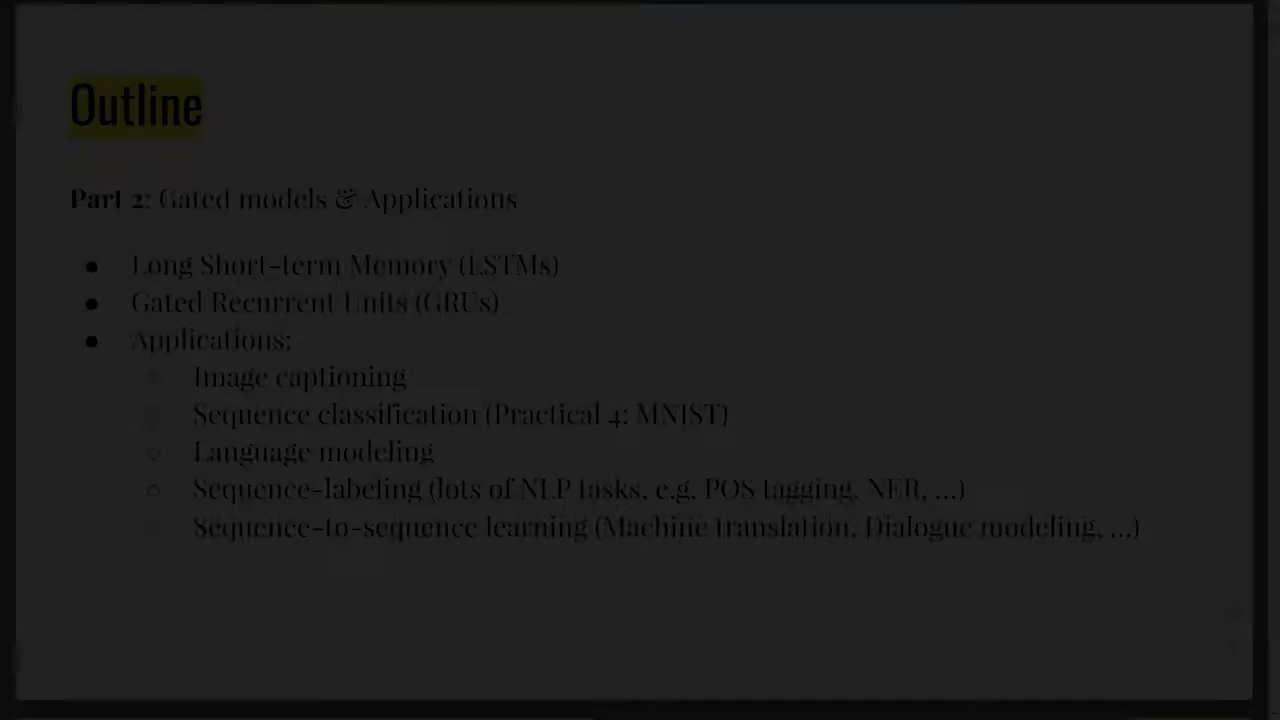 Outline
Part 2: Gated models & Applications
● Long Short-term Memory (LSTMs)
● Gated Recurrent Units (GRUs)
● Applications:
○ Image captioning
○ Sequence classification (Practical 4: MNIST)
○ Language modeling
○ Sequence-labeling (lots of NLP tasks, e.g. POS tagging, NER, ...)
○ Sequence-to-sequence learning (Machine translation, Dialogue modeling, ...)